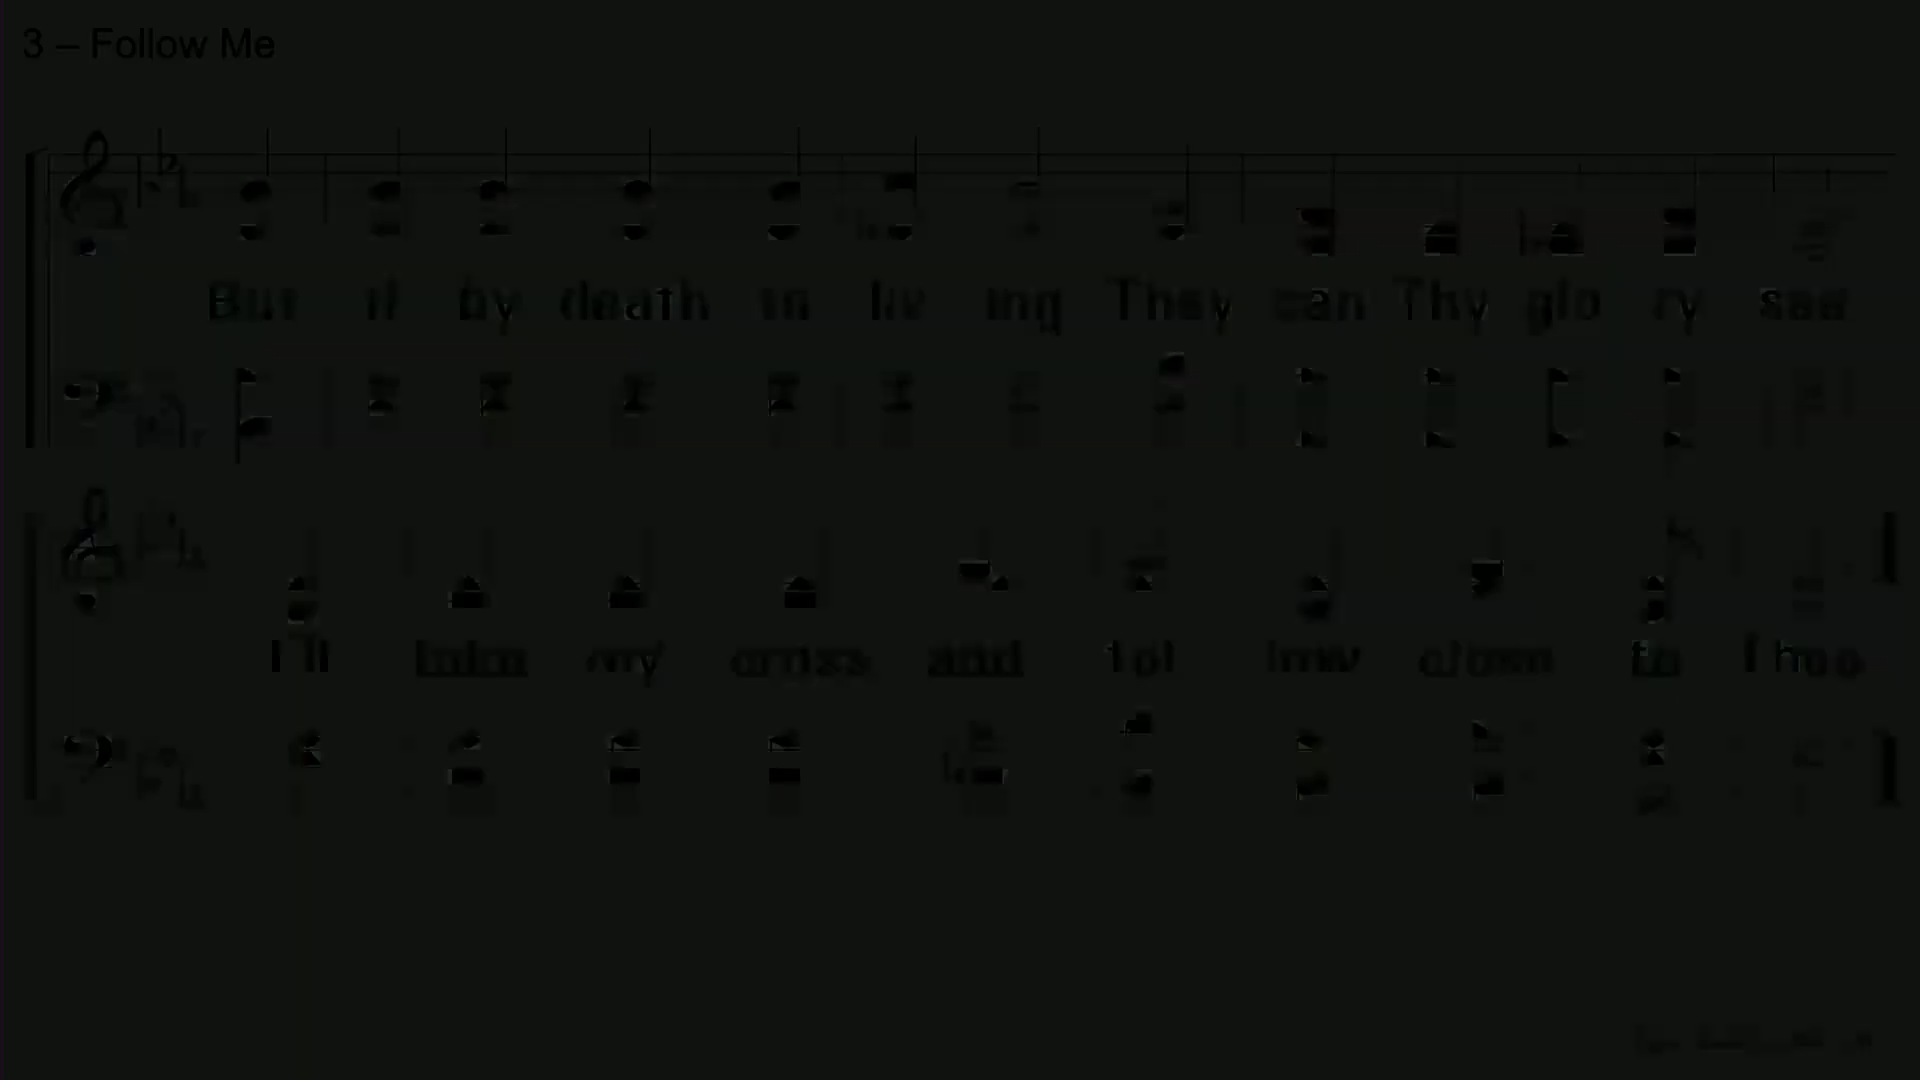 3 – Follow Me
But if by death to liv ing They can Thy glo ry see
I'll take my cross and fol low close to Thee